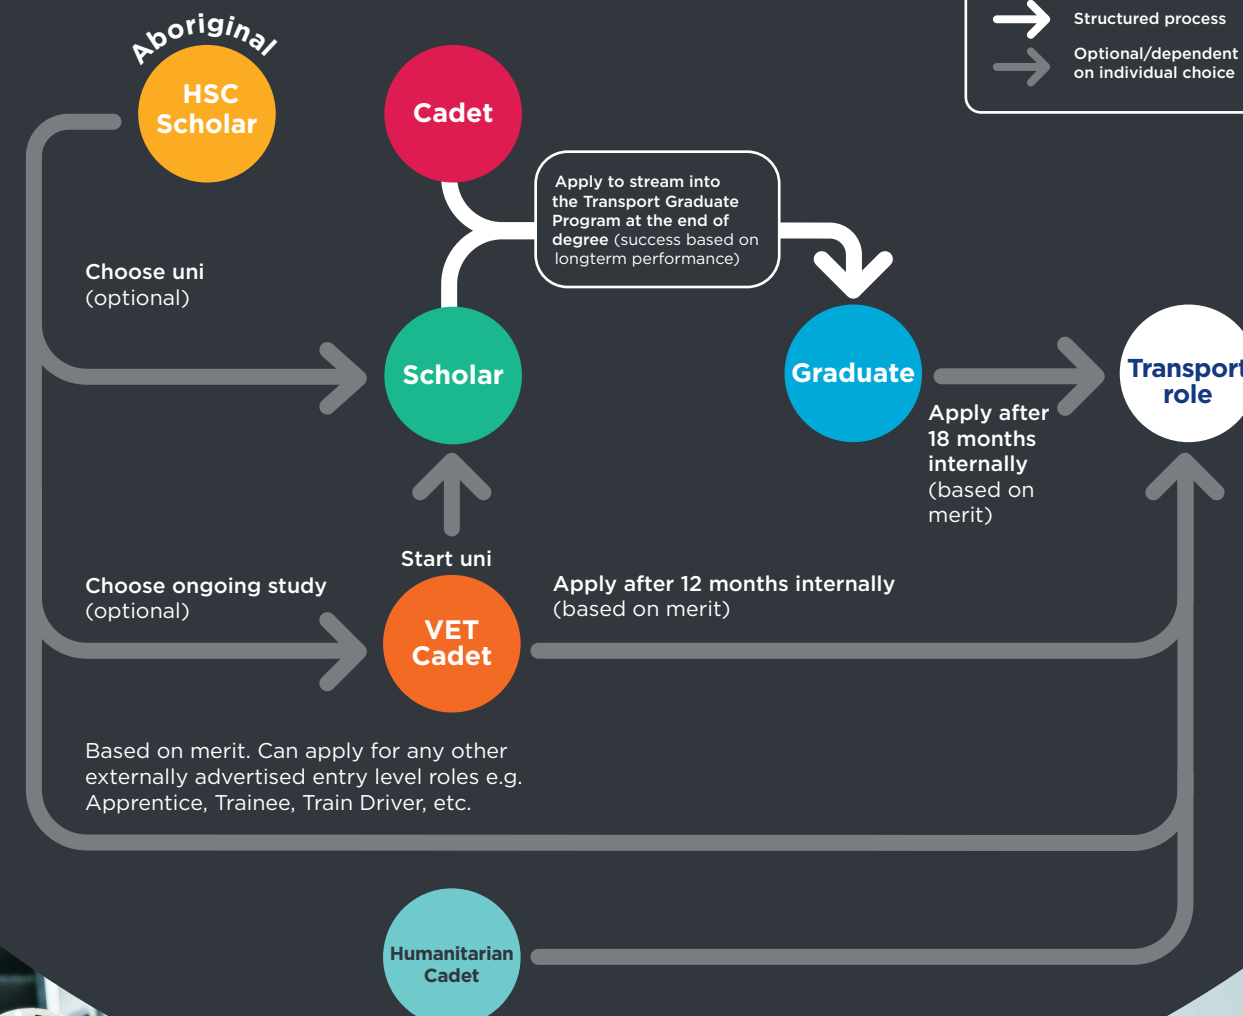 Structured process
Optional/dependent
on individual choice
Aboriginal
HSC
Scholar
Cadet
Apply to stream into
the Transport Graduate
Program at the end of
degree (success based on
longterm performance)
Choose uni
(optional)
Scholar
Graduate
Transport
role
Apply after
18 months
internally
(based on
merit)
Start uni
Choose ongoing study
(optional)
VET
Cadet
Apply after 12 months internally
(based on merit)
Based on merit. Can apply for any other
externally advertised entry level roles e.g.
Apprentice, Trainee, Train Driver, etc.
Humanitarian
Cadet